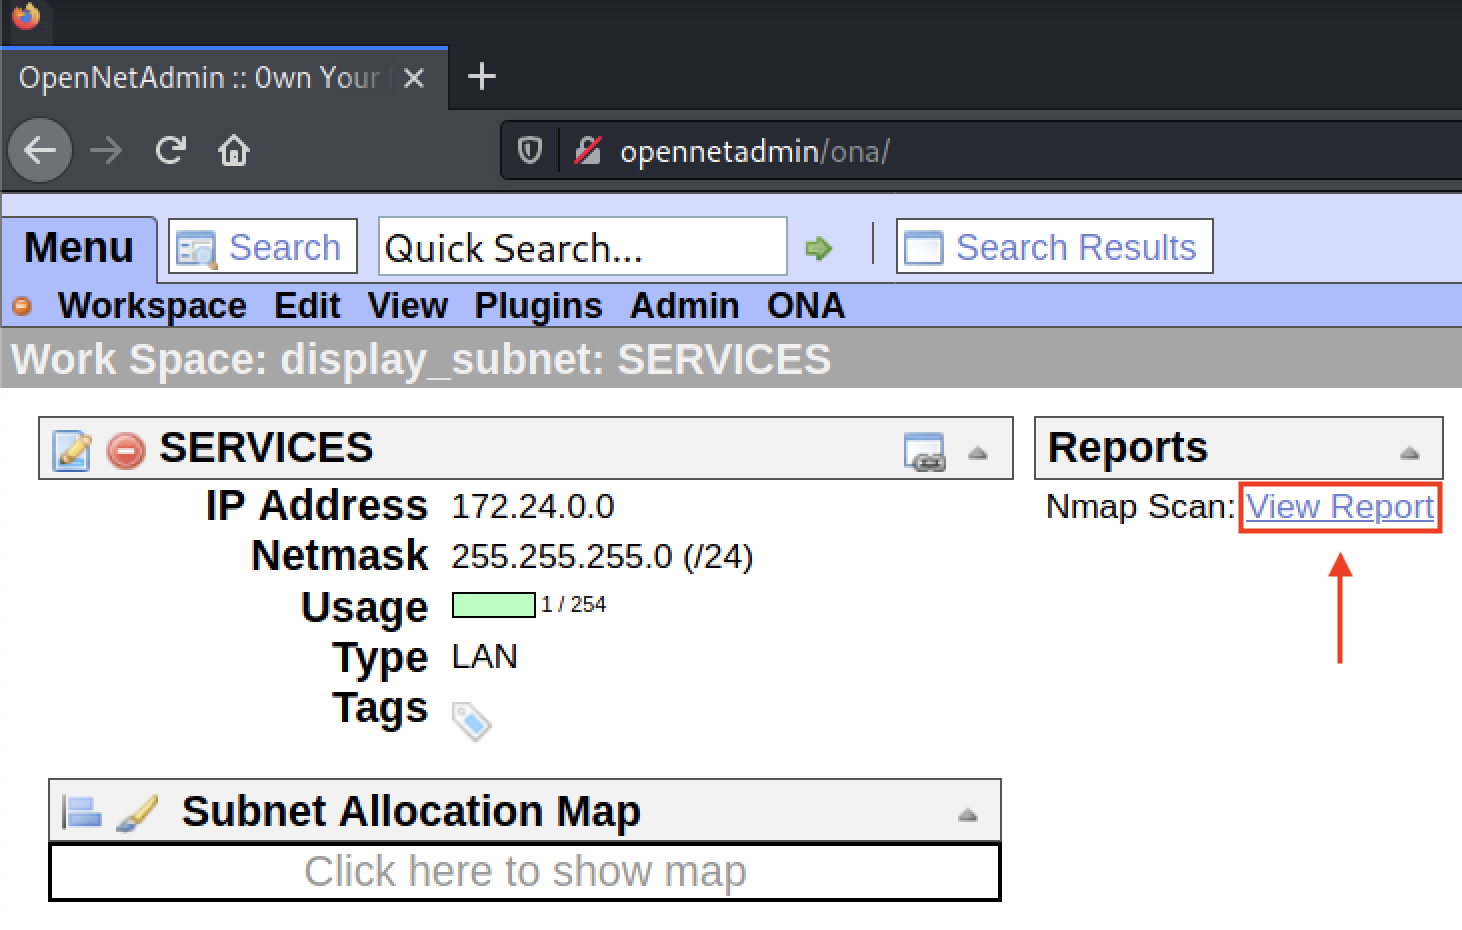 OpenNetAdmin :: 0wn Your
opennetadmin/ona/
Menu Search Quick Search... Search Results
Workspace Edit View Plugins Admin ONA
Work Space: display_subnet: SERVICES
SERVICES
IP Address 172.24.0.0
Netmask 255.255.255.0 (/24)
Usage 1 / 254
Type LAN
Tags
Reports
Nmap Scan: View Report
Subnet Allocation Map
Click here to show map